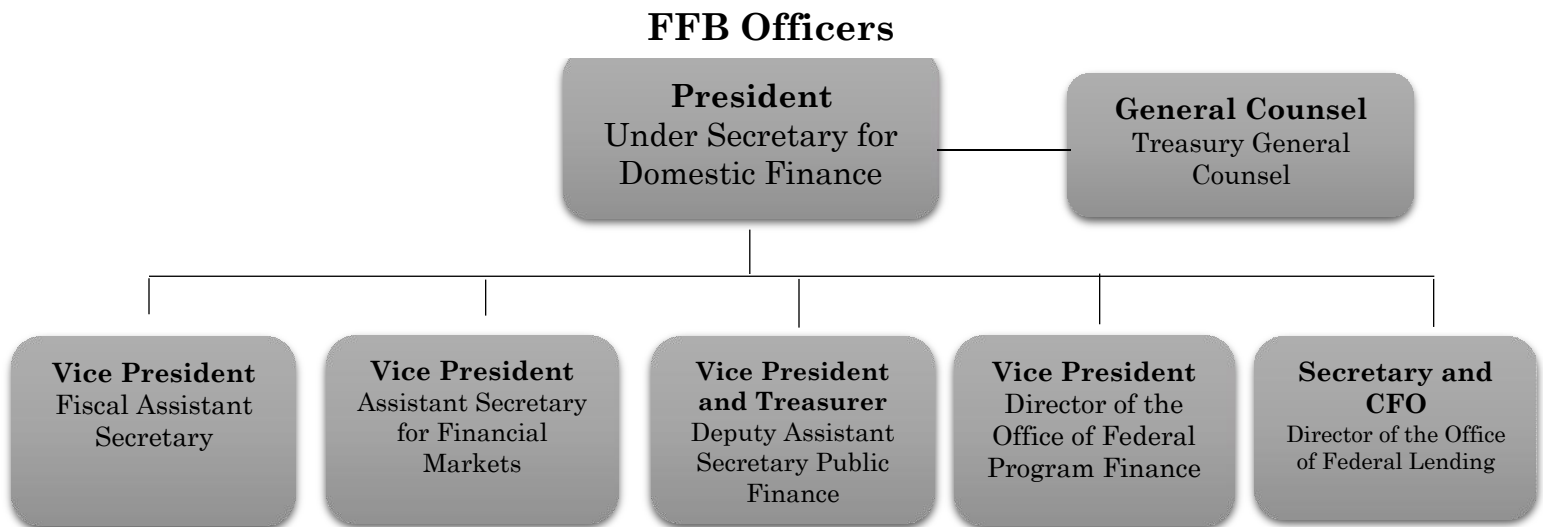 FFB Officers
President
Under Secretary for
Domestic Finance
General Counsel
Treasury General
Counsel
Vice President
Fiscal Assistant
Secretary
Vice President
Assistant Secretary
for Financial
Markets
Vice President
and Treasurer
Deputy Assistant
Secretary Public
Finance
Vice President
Director of the
Office of Federal
Program Finance
Secretary and
CFO
Director of the Office
of Federal Lending